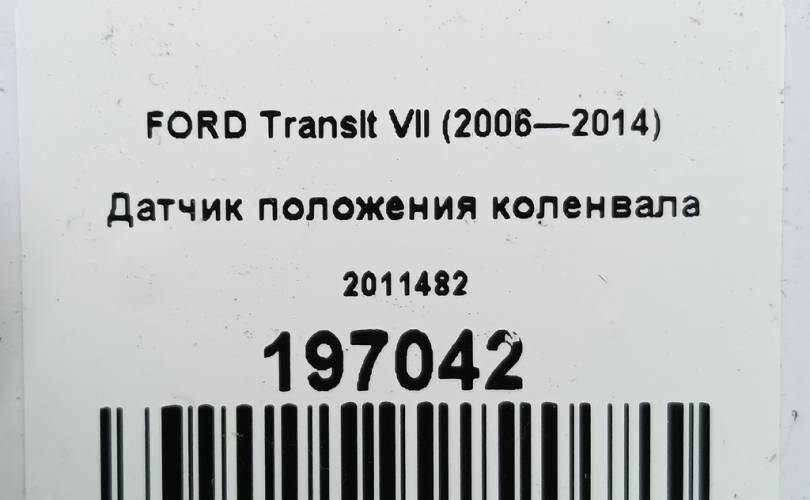 FORD Transit VII (2006—2014)
Датчик положения коленвала
2011482
197042